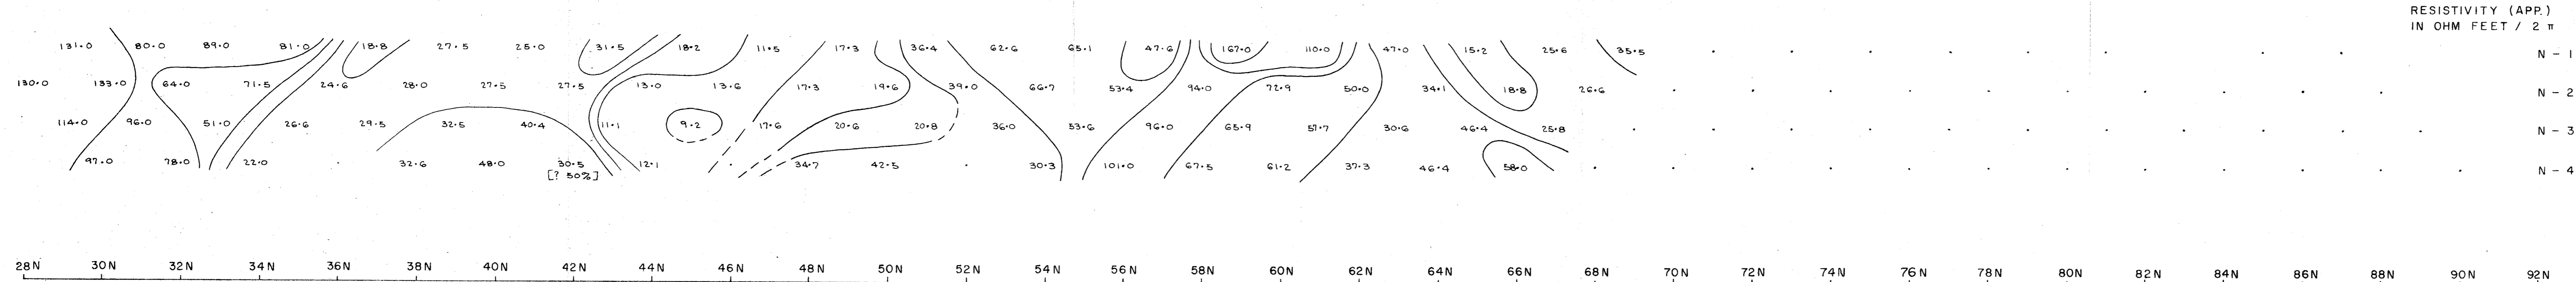 RESISTIVITY (APP.)
IN OHM FEET / 2 π
131.0 80.0 89.0 81.0 18.8 27.5 25.0 31.5 18.2 11.5 17.3 36.4 62.6 65.1 47.6 167.0 110.0 47.0 15.2 25.6 35.5 N - 1
130.0 133.0 64.0 71.5 24.6 28.0 27.5 27.5 13.0 13.6 17.3 19.6 39.0 66.7 53.4 94.0 72.9 50.0 34.1 18.8 26.6 N - 2
114.0 96.0 51.0 26.6 29.5 32.5 40.4 11.1 9.2 17.6 20.6 20.8 36.0 53.6 96.0 65.9 57.7 30.6 46.4 25.8 N - 3
97.0 78.0 22.0 32.6 48.0 30.5 12.1 34.7 42.5 30.3 101.0 67.5 61.2 37.3 46.4 58.0 N - 4
[? 50%]
28N 30N 32N 34N 36N 38N 40N 42N 44N 46N 48N 50N 52N 54N 56N 58N 60N 62N 64N 66N 68N 70N 72N 74N 76N 78N 80N 82N 84N 86N 88N 90N 92N